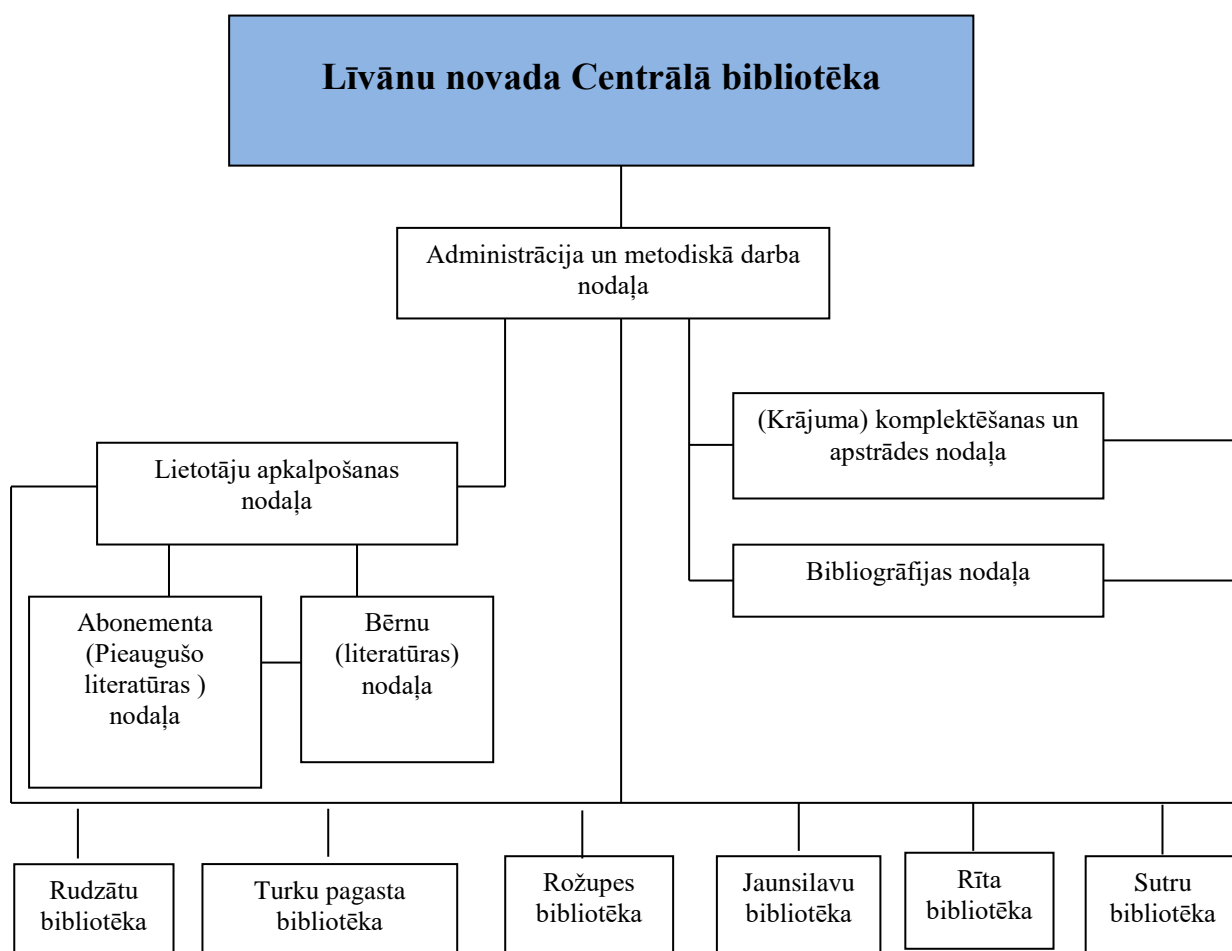 Līvānu novada Centrālā bibliotēka
Administrācija un metodiskā darba
nodaļa
(Krājuma) komplektēšanas un
apstrādes nodaļa
Lietotāju apkalpošanas
nodaļa
Bibliogrāfijas nodaļa
Abonementa
(Pieaugušo
literatūras )
nodaļa
Bērnu
(literatūras)
nodaļa
Rudzātu
bibliotēka
Turku pagasta
bibliotēka
Rožupes
bibliotēka
Jaunsilavu
bibliotēka
Rīta
bibliotēka
Sutru
bibliotēka